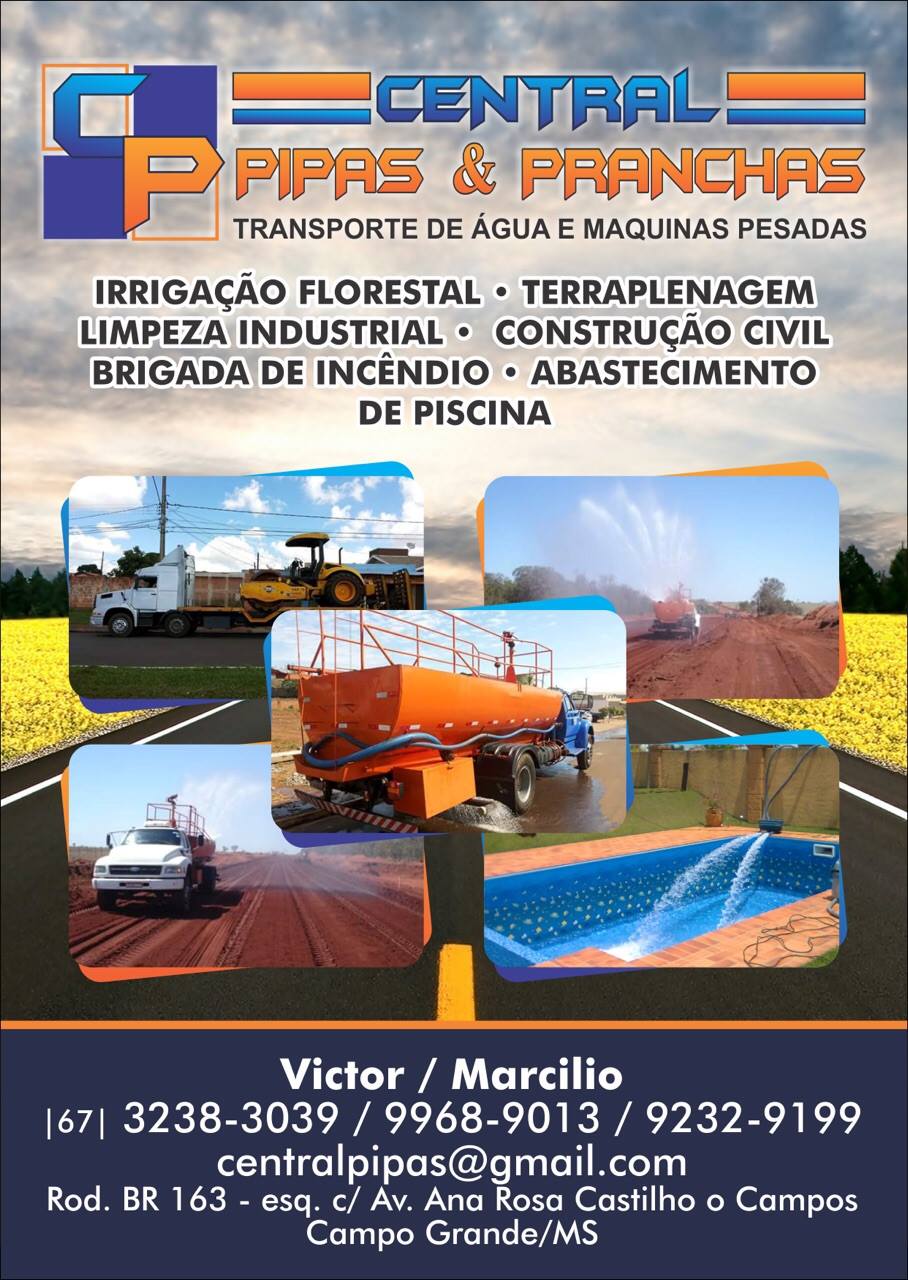 CP
CENTRAL
PIPAS & PRANCHAS
TRANSPORTE DE ÁGUA E MAQUINAS PESADAS
IRRIGAÇÃO FLORESTAL • TERRAPLENAGEM
LIMPEZA INDUSTRIAL • CONSTRUÇÃO CIVIL
BRIGADA DE INCÊNDIO • ABASTECIMENTO
DE PISCINA
Victor / Marcilio
|67| 3238-3039 / 9968-9013 / 9232-9199
centralpipas@gmail.com
Rod. BR 163 - esq. c/ Av. Ana Rosa Castilho o Campos
Campo Grande/MS